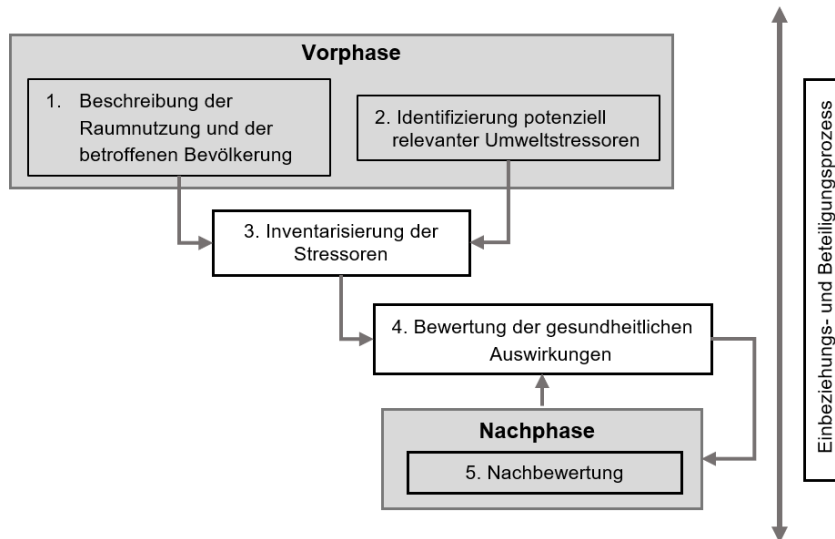 Vorphase
1. Beschreibung der
Raumnutzung und der
betroffenen Bevölkerung
2. Identifizierung potenziell
relevanter Umweltstressoren
3. Inventarisierung der
Stressoren
4. Bewertung der gesundheitlichen
Auswirkungen
Nachphase
5. Nachbewertung
Einbeziehungs- und Beteiligungsprozess